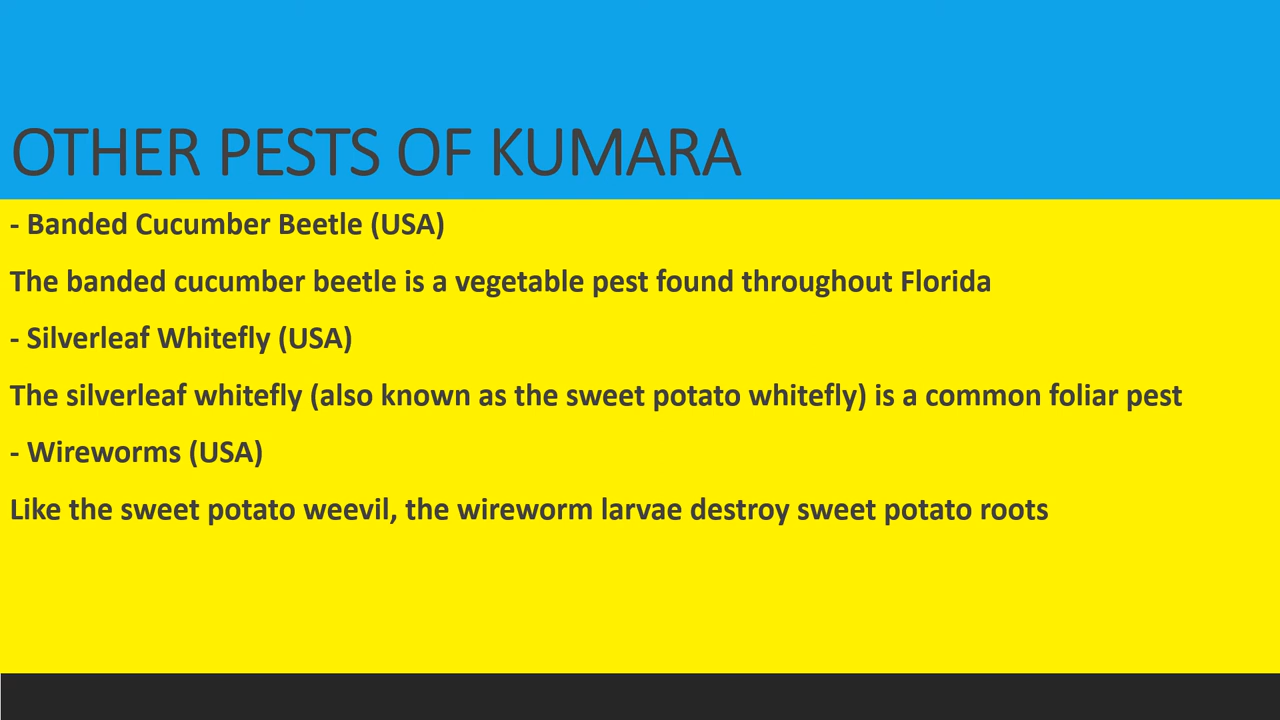 OTHER PESTS OF KUMARA
- Banded Cucumber Beetle (USA)
The banded cucumber beetle is a vegetable pest found throughout Florida
- Silverleaf Whitefly (USA)
The silverleaf whitefly (also known as the sweet potato whitefly) is a common foliar pest
- Wireworms (USA)
Like the sweet potato weevil, the wireworm larvae destroy sweet potato roots